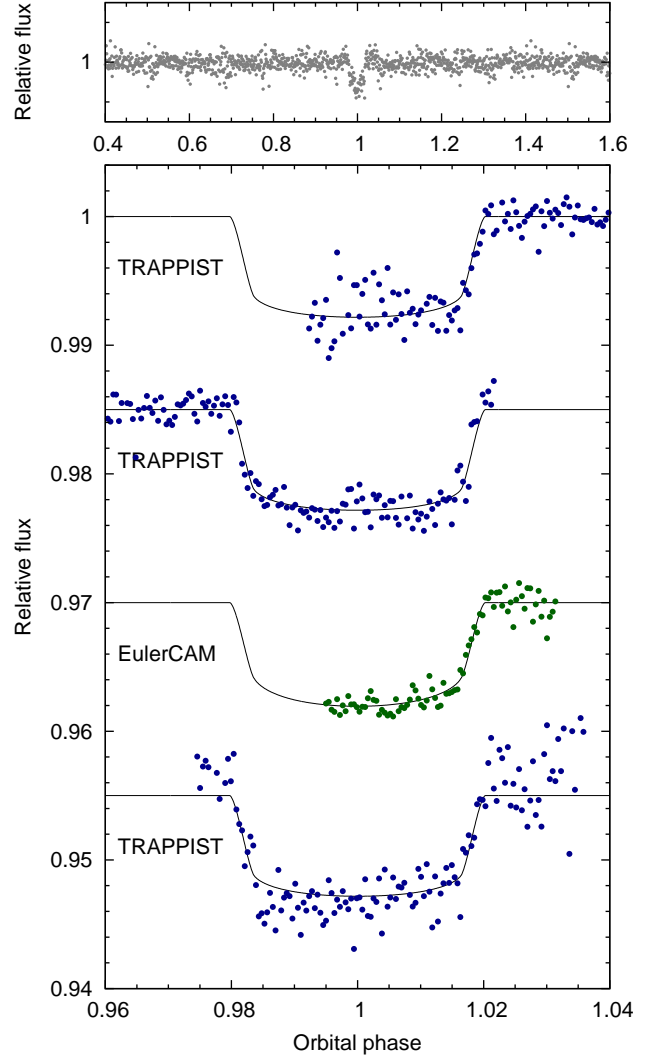 Relative flux
1
0.4 0.6 0.8 1 1.2 1.4 1.6
1
TRAPPIST
0.99
TRAPPIST
0.98
Relative flux
0.97
EulerCAM
0.96
TRAPPIST
0.95
0.94
0.96 0.98 1 1.02 1.04
Orbital phase